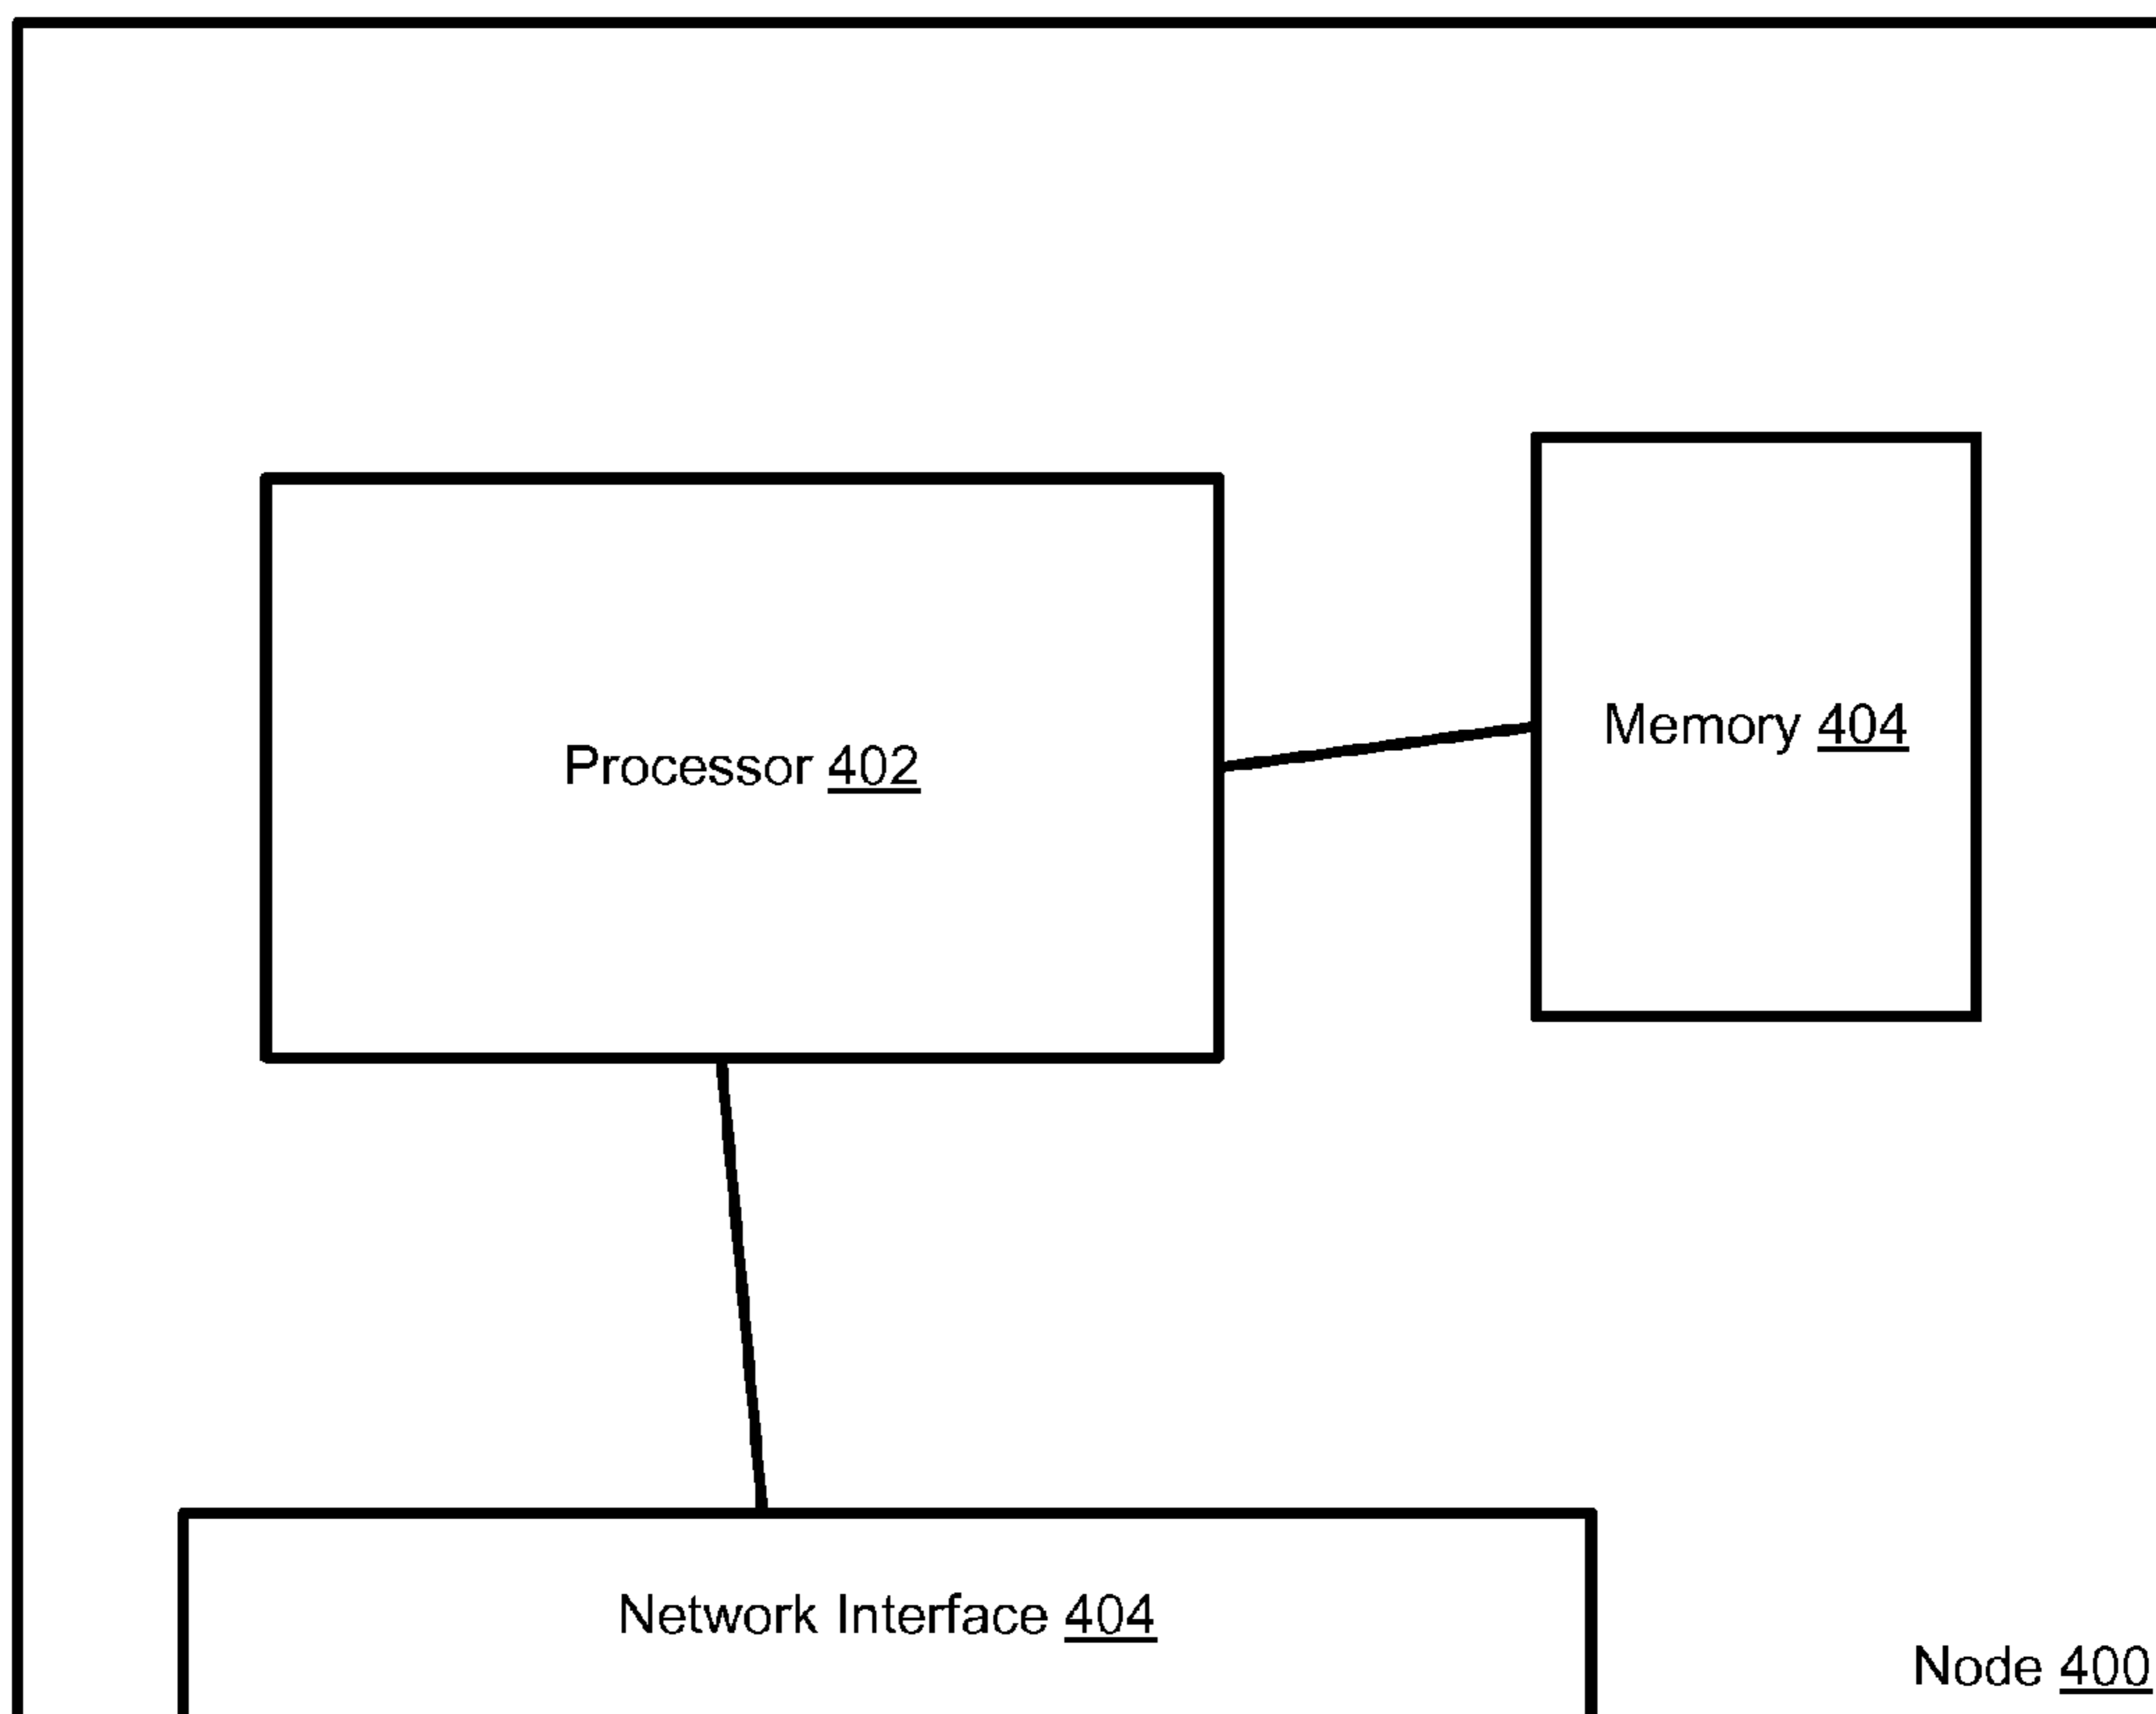 Memory 404
Processor 402
Network Interface 404
Node 400